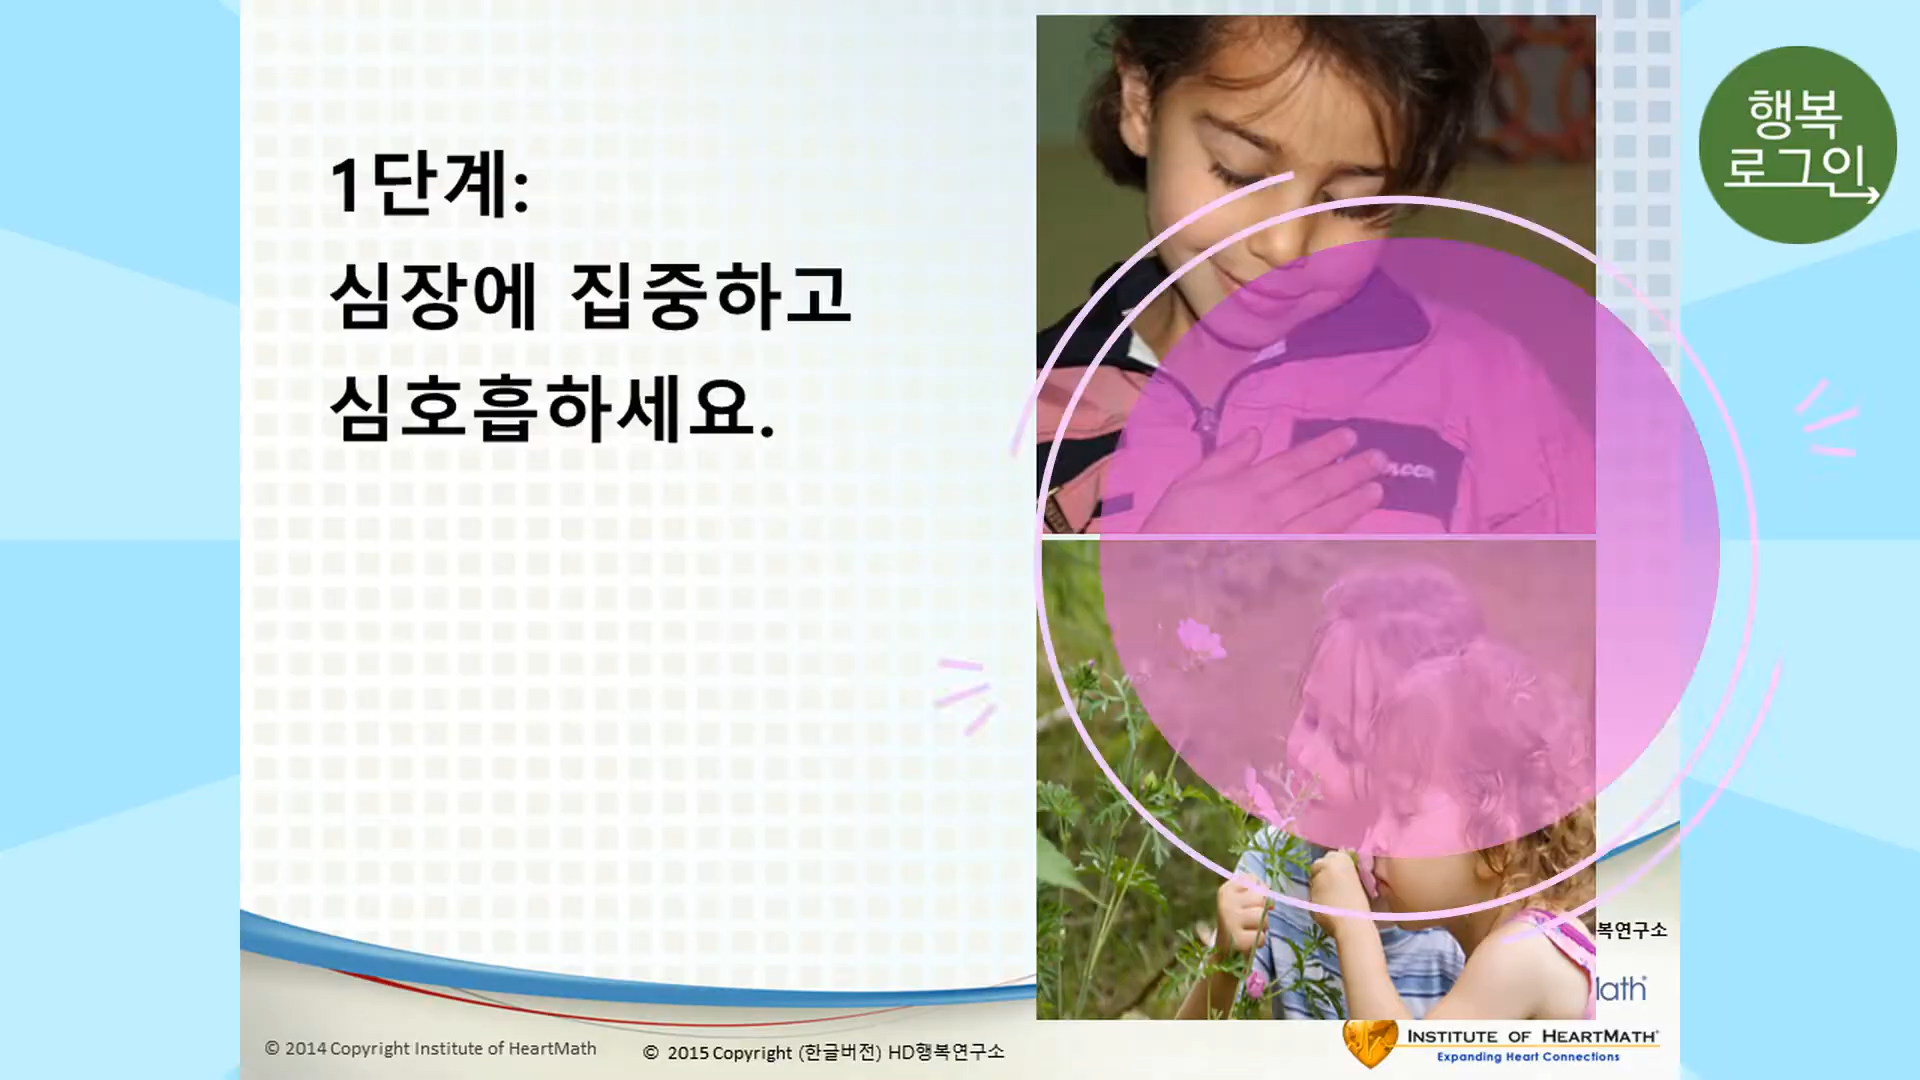 행복
로그인
1단계:
심장에 집중하고
심호흡하세요.
복연구소
Math®
© 2014 Copyright Institute of HeartMath
© 2015 Copyright (한글버전) HD행복연구소
INSTITUTE OF HEARTMATH®
Expanding Heart Connections